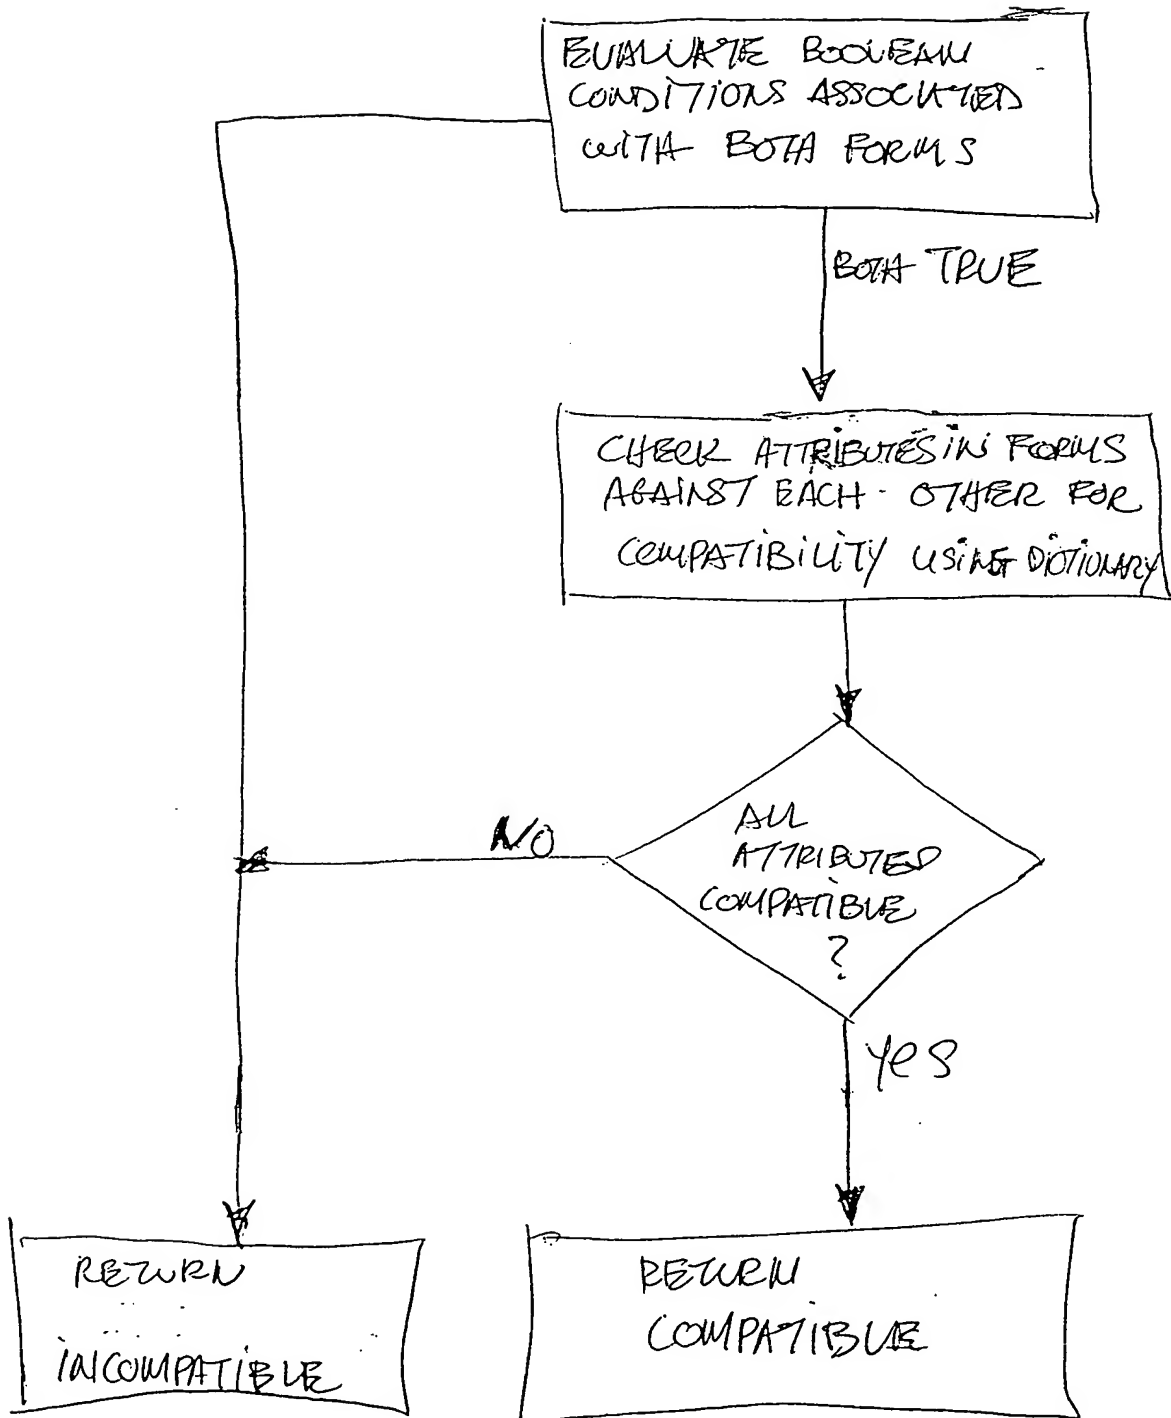 EVALUATE BOOLEAN
CONDITIONS ASSOCIATED
WITH BOTH FORMS
BOTH TRUE
CHECK ATTRIBUTES IN FORMS
AGAINST EACH OTHER FOR
COMPATIBILITY USING DICTIONARY
NO
ALL
ATTRIBUTED
COMPATIBLE
?
YES
RETURN
INCOMPATIBLE
RETURN
COMPATIBLE